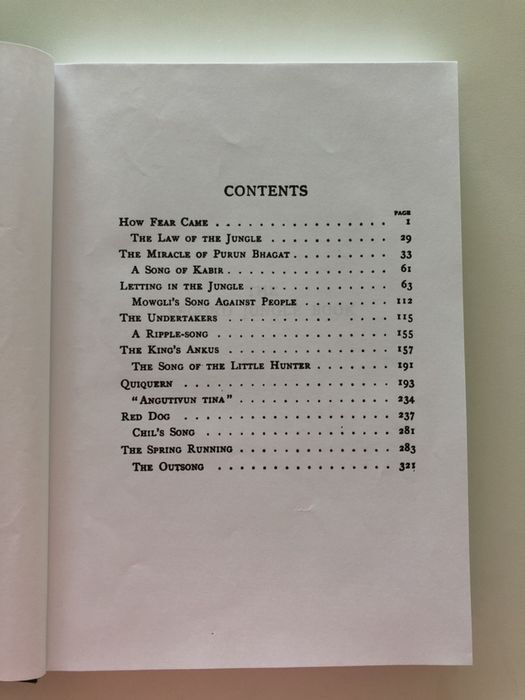 CONTENTS
PAGE
How Fear Came . . . . . . . . . . . . . . . . 1
The Law of the Jungle . . . . . . . . . . . 29
The Miracle of Purun Bhagat . . . . . . . . . 33
A Song of Kabir . . . . . . . . . . . . . . 61
Letting in the Jungle . . . . . . . . . . . . . 63
Mowgli's Song Against People . . . . . . . . 112
The Undertakers . . . . . . . . . . . . . . . 115
A Ripple-song . . . . . . . . . . . . . . . 155
The King's Ankus . . . . . . . . . . . . . . . 157
The Song of the Little Hunter . . . . . . . 191
Quiquern . . . . . . . . . . . . . . . . . . 193
"Angutivun tina" . . . . . . . . . . . . . . 234
Red Dog . . . . . . . . . . . . . . . . . . 237
Chil's Song . . . . . . . . . . . . . . . . 281
The Spring Running . . . . . . . . . . . . . . 283
The Outsong . . . . . . . . . . . . . . . 321